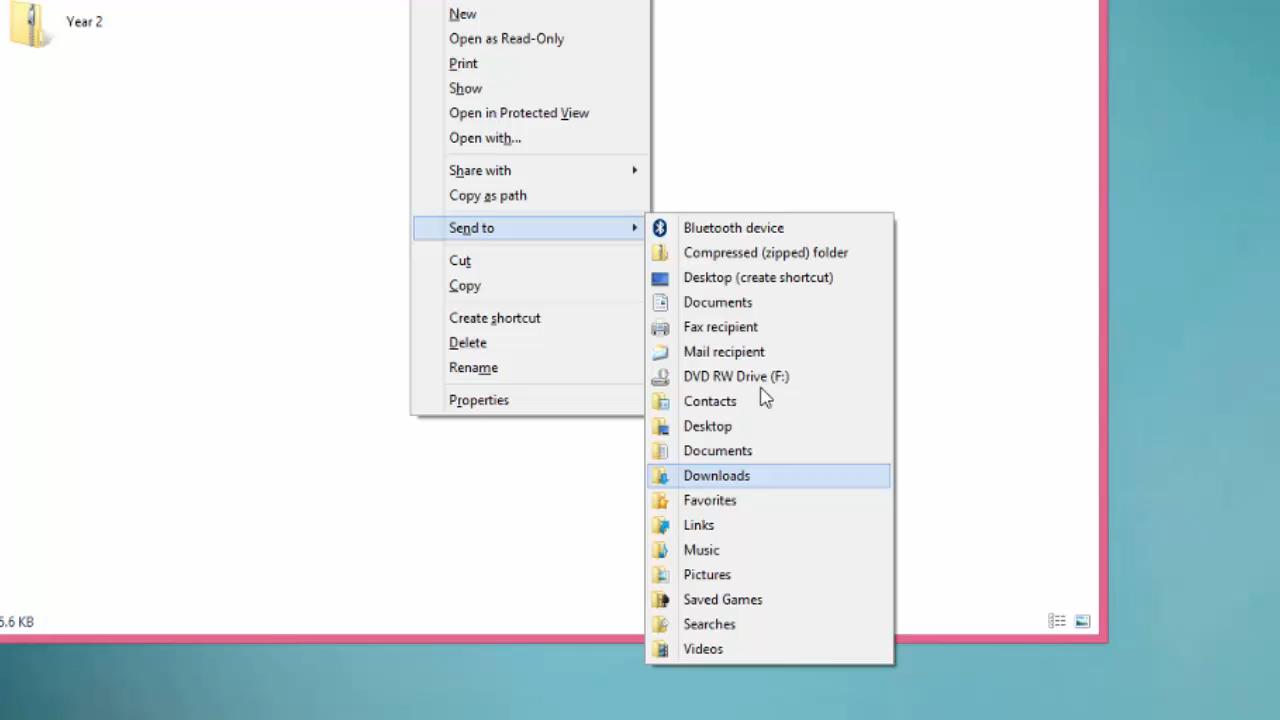 Year 2
New
Open as Read-Only
Print
Show
Open in Protected View
Open with...
Share with
Copy as path
Send to
Cut
Copy
Create shortcut
Delete
Rename
Properties
Bluetooth device
Compressed (zipped) folder
Desktop (create shortcut)
Documents
Fax recipient
Mail recipient
DVD RW Drive (F:)
Contacts
Desktop
Documents
Downloads
Favorites
Links
Music
Pictures
Saved Games
Searches
Videos
5.6 KB